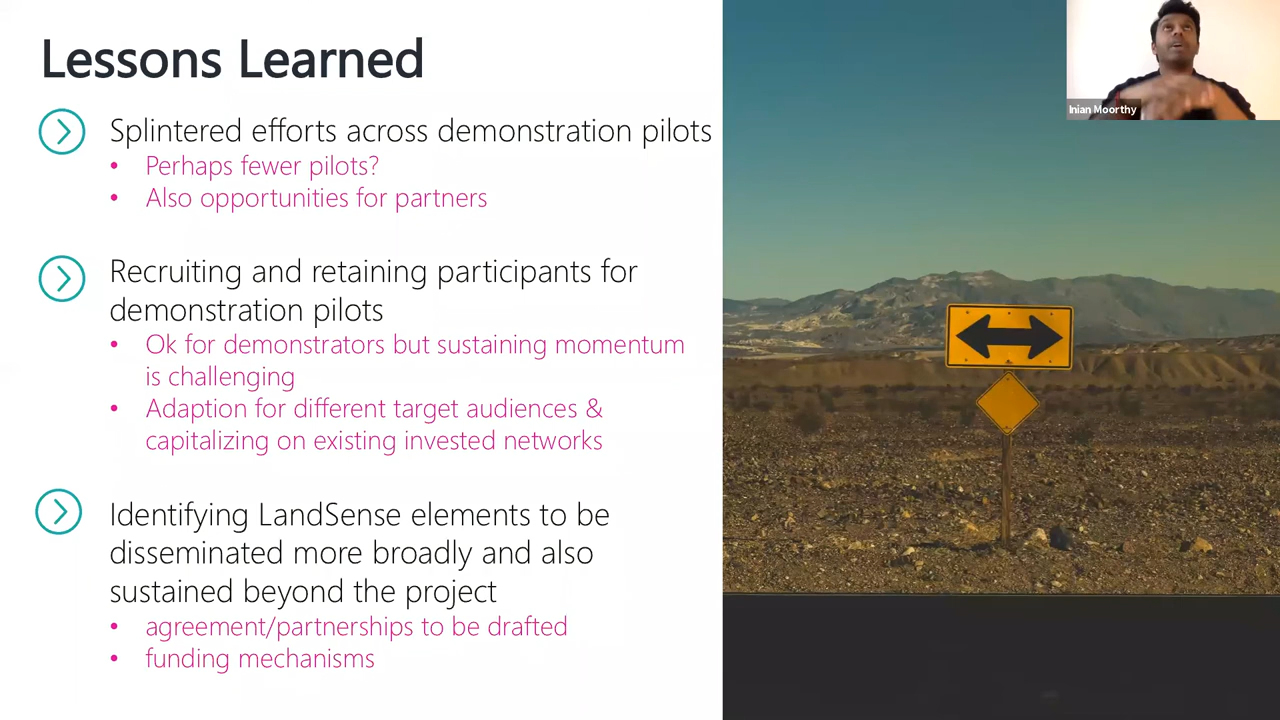 Lessons Learned
Splintered efforts across demonstration pilots
• Perhaps fewer pilots?
• Also opportunities for partners
Recruiting and retaining participants for
demonstration pilots
• Ok for demonstrators but sustaining momentum
is challenging
• Adaption for different target audiences &
capitalizing on existing invested networks
Identifying LandSense elements to be
disseminated more broadly and also
sustained beyond the project
• agreement/partnerships to be drafted
• funding mechanisms
Inian Moorthy